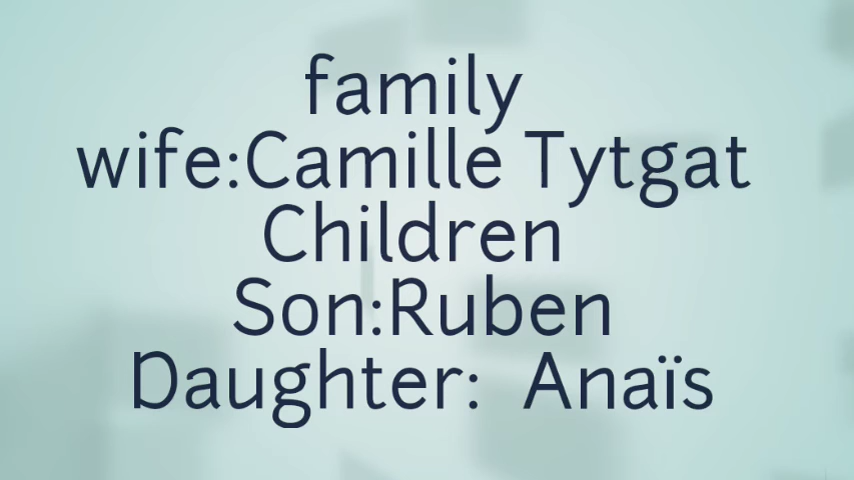 family
wife:Camille Tytgat
Children
Son:Ruben
Daughter: Anaïs